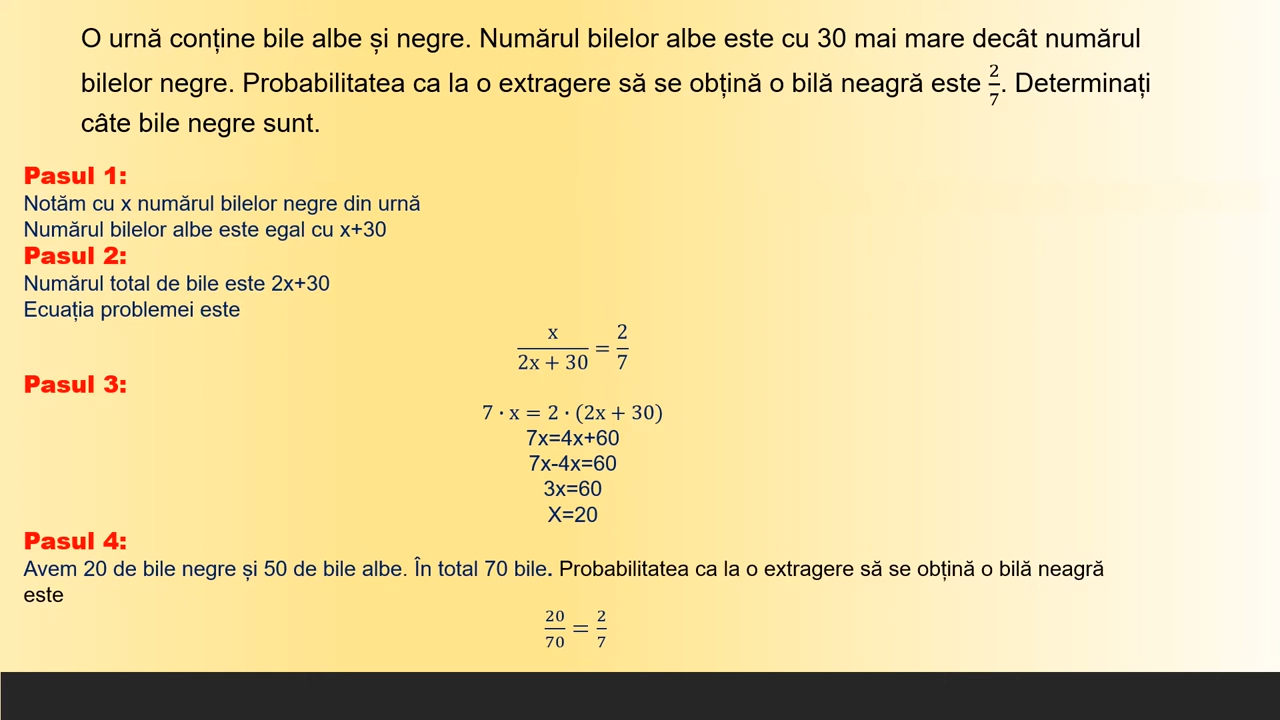 O urnă conține bile albe și negre. Numărul bilelor albe este cu 30 mai mare decât numărul
bilelor negre. Probabilitatea ca la o extragere să se obțină o bilă neagră este 2/7. Determinați
câte bile negre sunt.
Pasul 1:
Notăm cu x numărul bilelor negre din urnă
Numărul bilelor albe este egal cu x+30
Pasul 2:
Numărul total de bile este 2x+30
Ecuația problemei este
x/(2x + 30) = 2/7
Pasul 3:
7 · x = 2 · (2x + 30)
7x=4x+60
7x-4x=60
3x=60
X=20
Pasul 4:
Avem 20 de bile negre și 50 de bile albe. În total 70 bile. Probabilitatea ca la o extragere să se obțină o bilă neagră
este
20/70 = 2/7